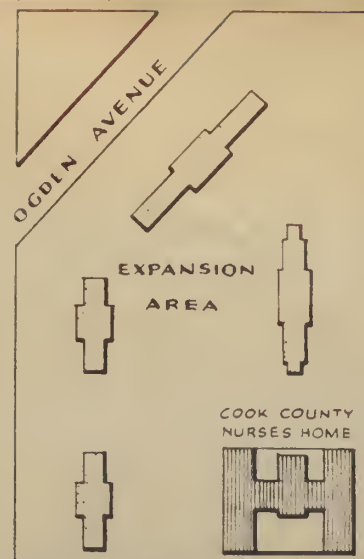 OGDEN AVENUE
EXPANSION
AREA
COOK COUNTY
NURSES HOME